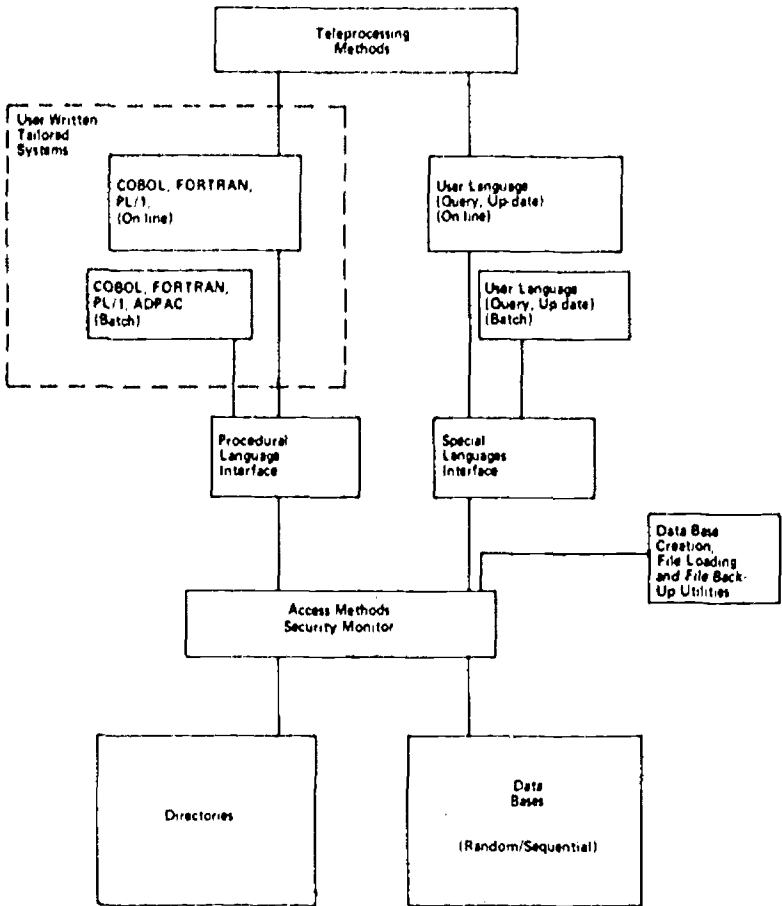 Teleprocessing
Methods
User Written
Tailored
Systems
COBOL, FORTRAN,
PL/1,
(On line)
User Language
(Query, Up-date)
(On line)
COBOL, FORTRAN,
PL/1, ADPAC
(Batch)
User Language
(Query, Up date)
(Batch)
Procedural
Language
Interface
Special
Languages
Interface
Data Base
Creation,
File Loading
and File Back-
Up Utilities
Access Methods
Security Monitor
Directories
Data
Bases
(Random/Sequential)